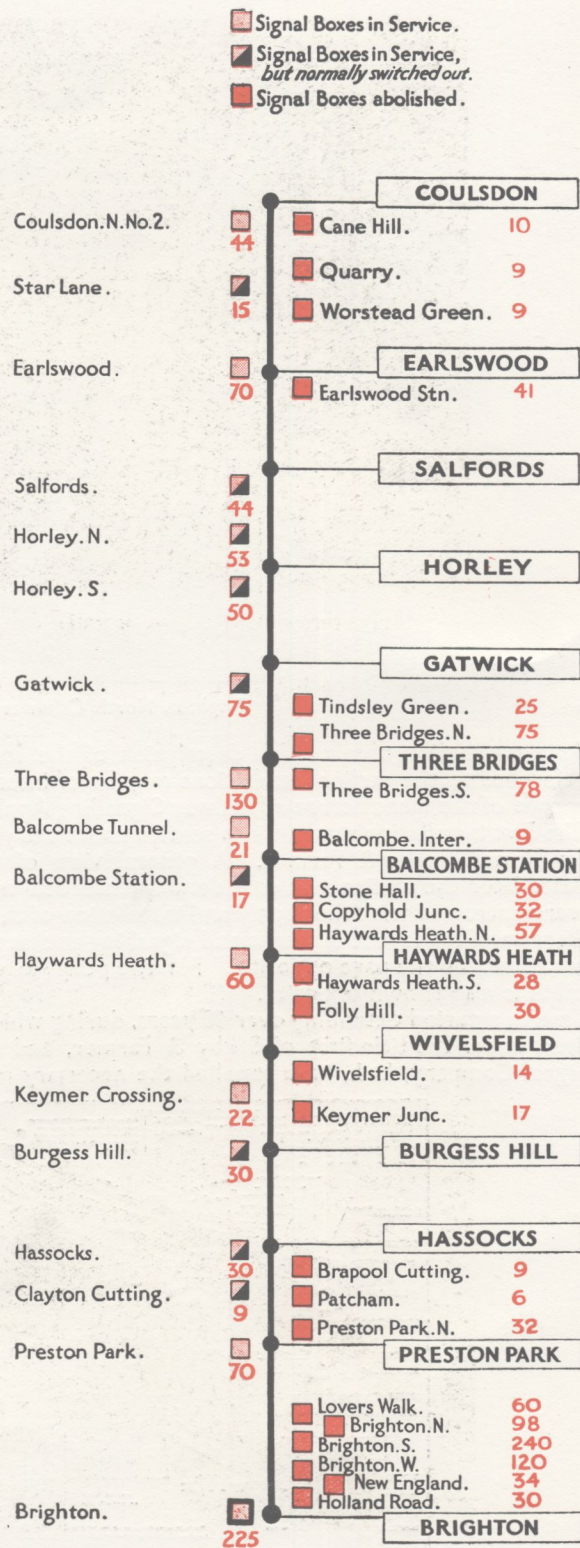 Signal Boxes in Service.
Signal Boxes in Service,
but normally switched out.
Signal Boxes abolished.
COULSDON
Coulsdon.N.No.2.
44
Cane Hill. 10
Quarry. 9
Star Lane.
15
Worstead Green. 9
EARLSWOOD
Earlswood.
70
Earlswood Stn. 41
SALFORDS
Salfords.
44
Horley.N.
53
HORLEY
Horley.S.
50
GATWICK
Gatwick.
75
Tindsley Green. 25
Three Bridges.N. 75
THREE BRIDGES
Three Bridges.
130
Three Bridges.S. 78
Balcombe Tunnel.
21
Balcombe.Inter. 9
BALCOMBE STATION
Balcombe Station.
17
Stone Hall. 30
Copyhold Junc. 32
Haywards Heath.N. 57
HAYWARDS HEATH
Haywards Heath.
60
Haywards Heath.S. 28
Folly Hill. 30
WIVELSFIELD
Wivelsfield. 14
Keymer Crossing.
22
Keymer Junc. 17
BURGESS HILL
Burgess Hill.
30
HASSOCKS
Hassocks.
30
Brapool Cutting. 9
Clayton Cutting.
9
Patcham. 6
Preston Park.N. 32
PRESTON PARK
Preston Park.
70
Lovers Walk. 60
Brighton.N. 98
Brighton.S. 240
Brighton.W. 120
New England. 34
Holland Road. 30
Brighton.
225
BRIGHTON